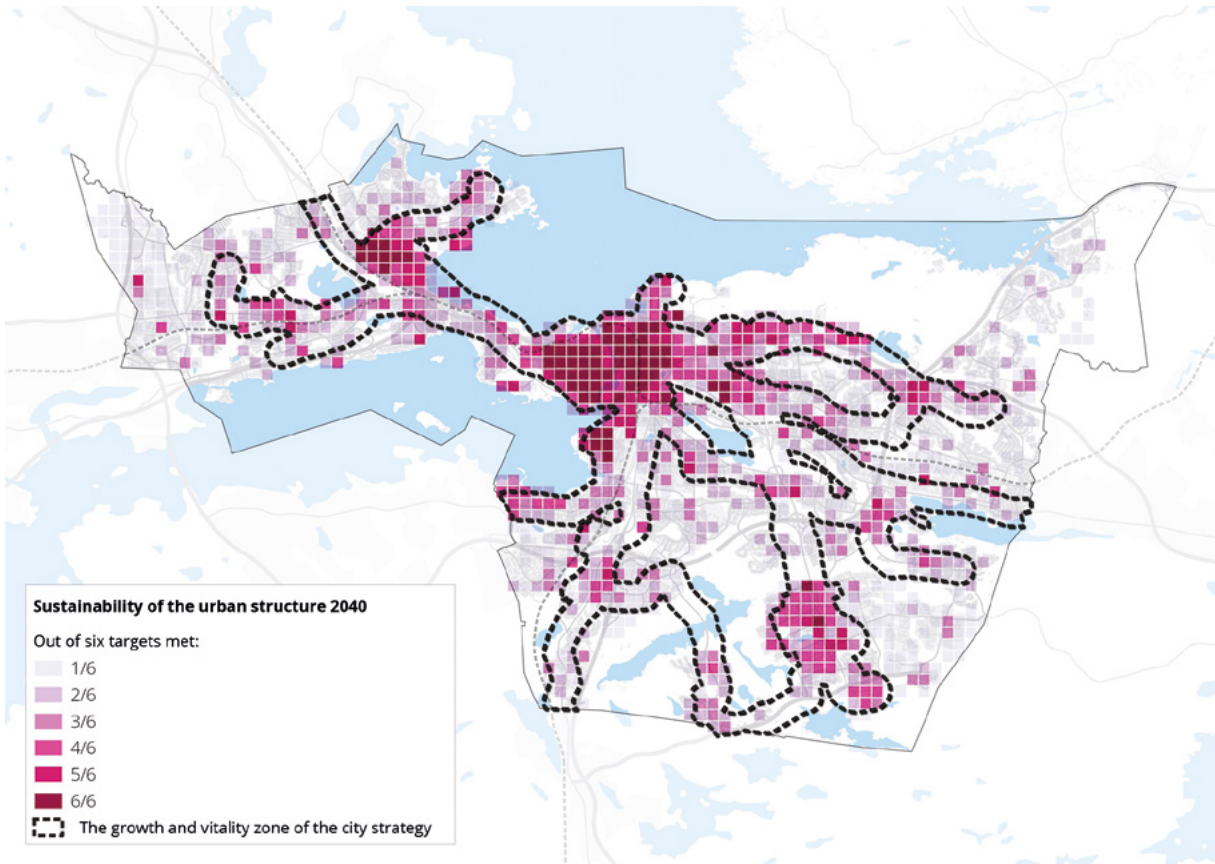 Sustainability of the urban structure 2040
Out of six targets met:
1/6
2/6
3/6
4/6
5/6
6/6
The growth and vitality zone of the city strategy